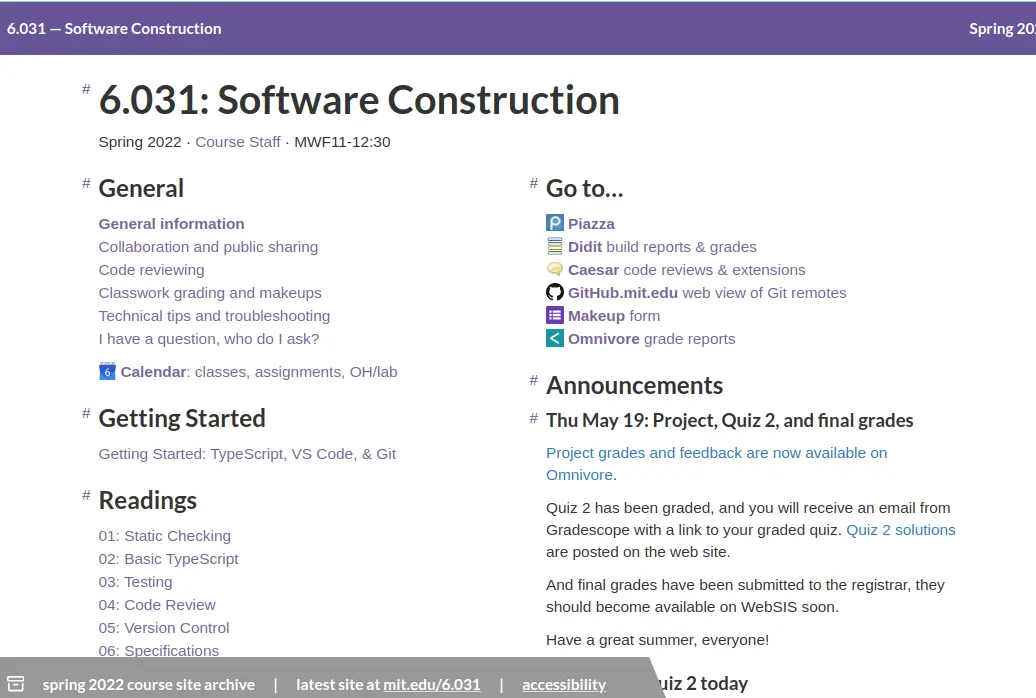 6.031 — Software Construction
Spring
# 6.031: Software Construction
Spring 2022 · Course Staff · MWF11-12:30
# General
General information
Collaboration and public sharing
Code reviewing
Classwork grading and makeups
Technical tips and troubleshooting
I have a question, who do I ask?
6 Calendar: classes, assignments, OH/lab
# Getting Started
Getting Started: TypeScript, VS Code, & Git
# Readings
01: Static Checking
02: Basic TypeScript
03: Testing
04: Code Review
05: Version Control
06: Specifications
# Go to...
Piazza
Didit build reports & grades
Caesar code reviews & extensions
GitHub.mit.edu web view of Git remotes
Makeup form
Omnivore grade reports
# Announcements
# Thu May 19: Project, Quiz 2, and final grades
Project grades and feedback are now available on
Omnivore.
Quiz 2 has been graded, and you will receive an email from
Gradescope with a link to your graded quiz. Quiz 2 solutions
are posted on the web site.
And final grades have been submitted to the registrar, they
should become available on WebSIS soon.
Have a great summer, everyone!
2 today
spring 2022 course site archive | latest site at mit.edu/6.031 | accessibility